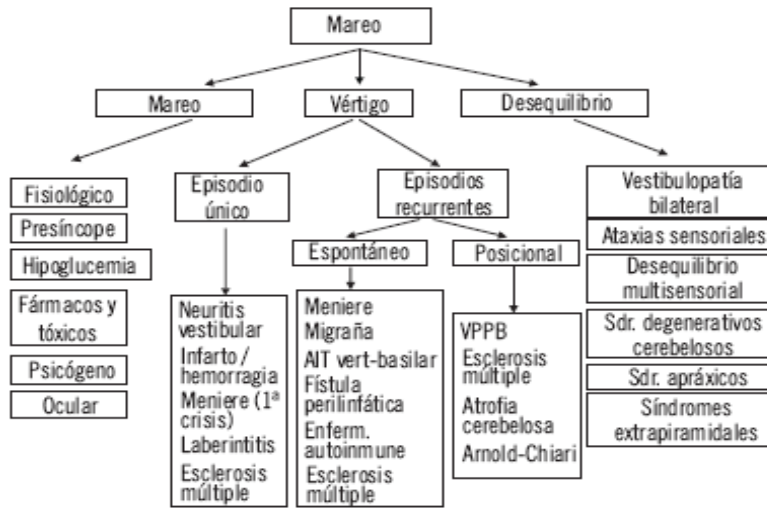 Mareo
Mareo
Vértigo
Desequilibrio
Fisiológico
Presíncope
Hipoglucemia
Fármacos y
tóxicos
Psicógeno
Ocular
Episodio
único
Neuritis
vestibular
Infarto /
hemorragia
Meniere (1ª
crisis)
Laberintitis
Esclerosis
múltiple
Episodios
recurrentes
Espontáneo
Meniere
Migraña
AIT vert-basilar
Fístula
perilinfática
Enferm.
autoinmune
Esclerosis
múltiple
Posicional
VPPB
Esclerosis
múltiple
Atrofia
cerebelosa
Arnold-Chiari
Vestibulopatía
bilateral
Ataxias sensoriales
Desequilibrio
multisensorial
Sdr. degenerativos
cerebelosos
Sdr. apráxicos
Síndromes
extrapiramidales